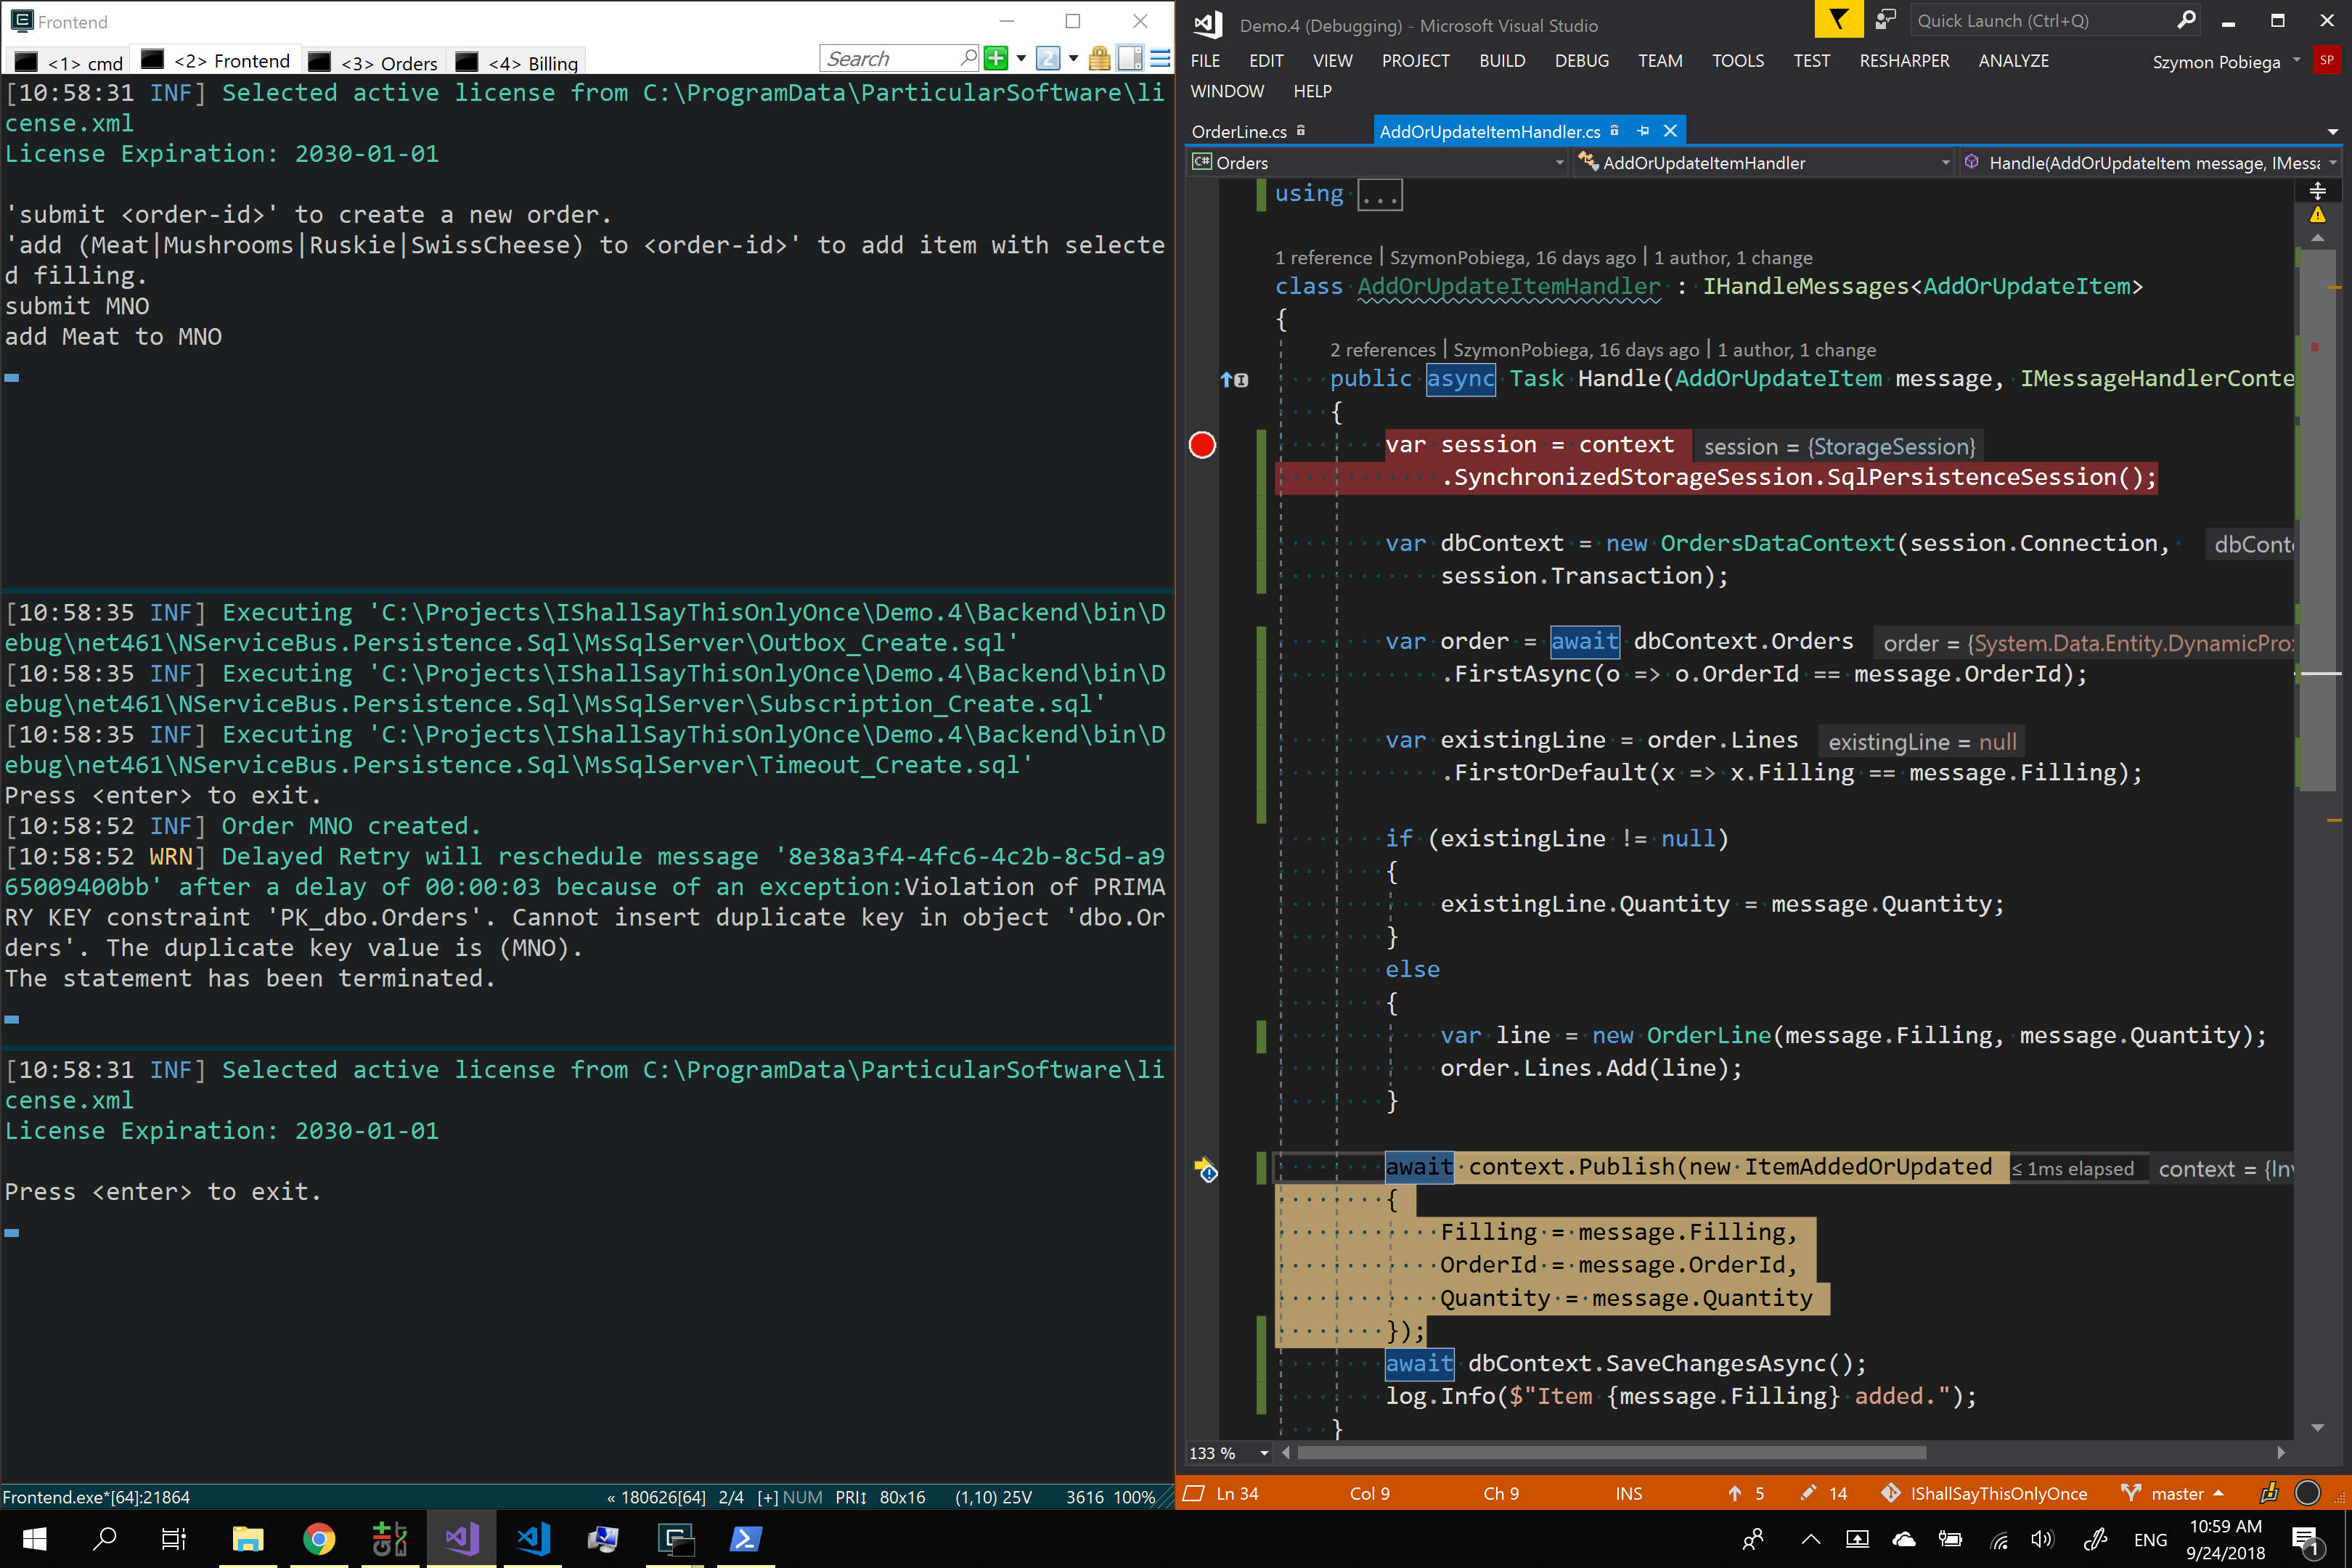 Frontend
<1> cmd
<2> Frontend
<3> Orders
<4> Billing
Search
2
[10:58:31 INF] Selected active license from C:\ProgramData\ParticularSoftware\li
cense.xml
License Expiration: 2030-01-01
'submit <order-id>' to create a new order.
'add (Meat|Mushrooms|Ruskie|SwissCheese) to <order-id>' to add item with selecte
d filling.
submit MNO
add Meat to MNO
[10:58:35 INF] Executing 'C:\Projects\IShallSayThisOnlyOnce\Demo.4\Backend\bin\D
ebug\net461\NServiceBus.Persistence.Sql\MsSqlServer\Outbox_Create.sql'
[10:58:35 INF] Executing 'C:\Projects\IShallSayThisOnlyOnce\Demo.4\Backend\bin\D
ebug\net461\NServiceBus.Persistence.Sql\MsSqlServer\Subscription_Create.sql'
[10:58:35 INF] Executing 'C:\Projects\IShallSayThisOnlyOnce\Demo.4\Backend\bin\D
ebug\net461\NServiceBus.Persistence.Sql\MsSqlServer\Timeout_Create.sql'
Press <enter> to exit.
[10:58:52 INF] Order MNO created.
[10:58:52 WRN] Delayed Retry will reschedule message '8e38a3f4-4fc6-4c2b-8c5d-a9
65009400bb' after a delay of 00:00:03 because of an exception:Violation of PRIMA
RY KEY constraint 'PK_dbo.Orders'. Cannot insert duplicate key in object 'dbo.Or
ders'. The duplicate key value is (MNO).
The statement has been terminated.
[10:58:31 INF] Selected active license from C:\ProgramData\ParticularSoftware\li
cense.xml
License Expiration: 2030-01-01
Press <enter> to exit.
Frontend.exe*[64]:21864 « 180626[64] 2/4 [+] NUM PRI↕ 80x16 (1,10) 25V 3616 100%
Demo.4 (Debugging) - Microsoft Visual Studio
Quick Launch (Ctrl+Q)
FILE EDIT VIEW PROJECT BUILD DEBUG TEAM TOOLS TEST RESHARPER ANALYZE
Szymon Pobiega SP
WINDOW HELP
OrderLine.cs
AddOrUpdateItemHandler.cs
C# Orders
AddOrUpdateItemHandler
Handle(AddOrUpdateItem message, IMessa
using ...
1 reference | SzymonPobiega, 16 days ago | 1 author, 1 change
class AddOrUpdateItemHandler : IHandleMessages<AddOrUpdateItem>
{
2 references | SzymonPobiega, 16 days ago | 1 author, 1 change
public async Task Handle(AddOrUpdateItem message, IMessageHandlerConte
{
var session = context session = {StorageSession}
.SynchronizedStorageSession.SqlPersistenceSession();
var dbContext = new OrdersDataContext(session.Connection, dbConte
session.Transaction);
var order = await dbContext.Orders order = {System.Data.Entity.DynamicProx
.FirstAsync(o => o.OrderId == message.OrderId);
var existingLine = order.Lines existingLine = null
.FirstOrDefault(x => x.Filling == message.Filling);
if (existingLine != null)
{
existingLine.Quantity = message.Quantity;
}
else
{
var line = new OrderLine(message.Filling, message.Quantity);
order.Lines.Add(line);
}
await context.Publish(new ItemAddedOrUpdated ≤ 1ms elapsed context = {Inv
{
Filling = message.Filling,
OrderId = message.OrderId,
Quantity = message.Quantity
});
await dbContext.SaveChangesAsync();
log.Info($"Item {message.Filling} added.");
}
133 %
Ln 34 Col 9 Ch 9 INS 5 14 IShallSayThisOnlyOnce master
ENG
10:59 AM
9/24/2018
1